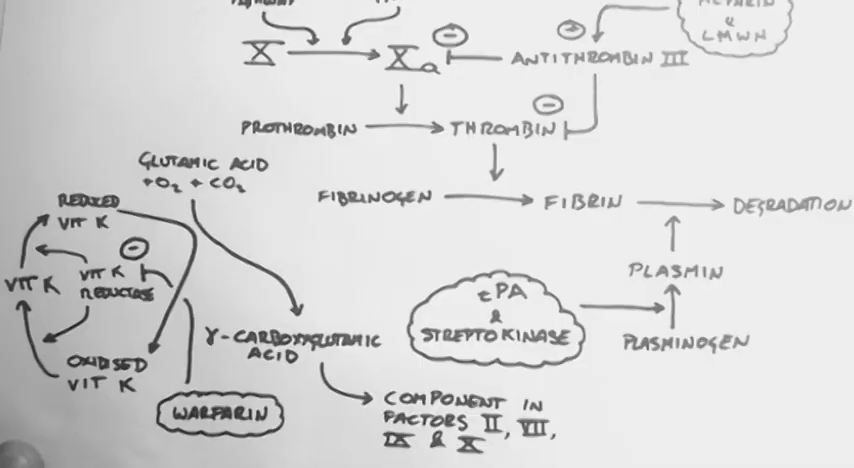 &
LMWH
X
Xa
ANTITHROMBIN III
PROTHROMBIN
THROMBIN
GLUTAMIC ACID
+O₂ + CO₂
FIBRINOGEN
FIBRIN
DEGRADATION
REDUCED
VIT K
VIT K
VIT K
REDUCTASE
OXIDISED
VIT K
WARFARIN
γ-CARBOXYGLUTAMIC
ACID
COMPONENT IN
FACTORS II, VII,
IX & X
tPA
&
STREPTOKINASE
PLASMIN
PLASMINOGEN